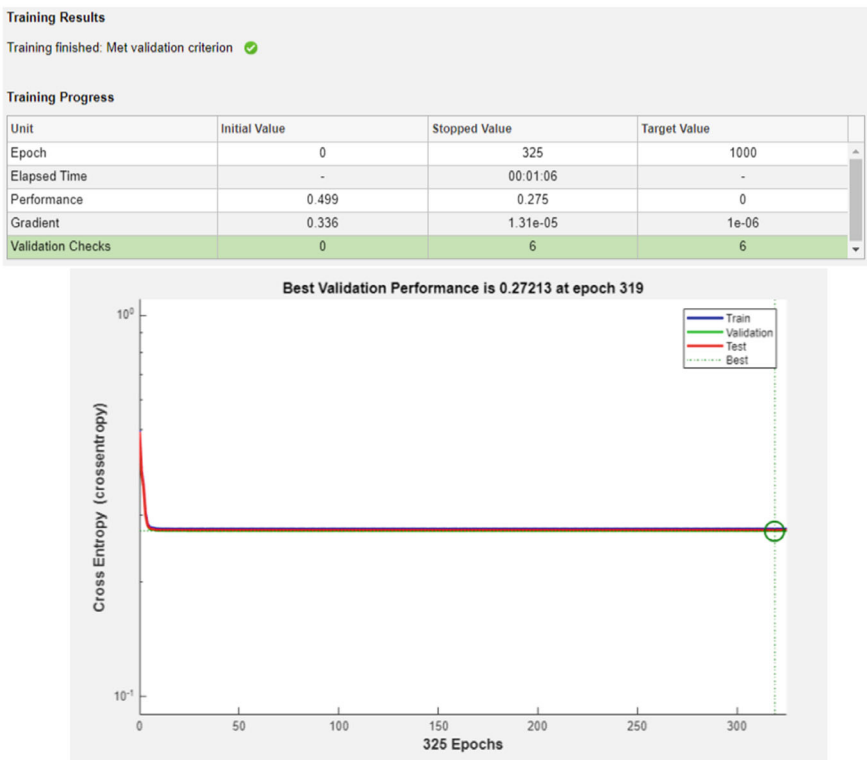 Training Results
Training finished: Met validation criterion
Training Progress
Unit Initial Value Stopped Value Target Value
Epoch 0 325 1000
Elapsed Time - 00:01:06 -
Performance 0.499 0.275 0
Gradient 0.336 1.31e-05 1e-06
Validation Checks 0 6 6
Best Validation Performance is 0.27213 at epoch 319
10⁰
Train
Validation
Test
Best
Cross Entropy (crossentropy)
10⁻¹
0 50 100 150 200 250 300
325 Epochs